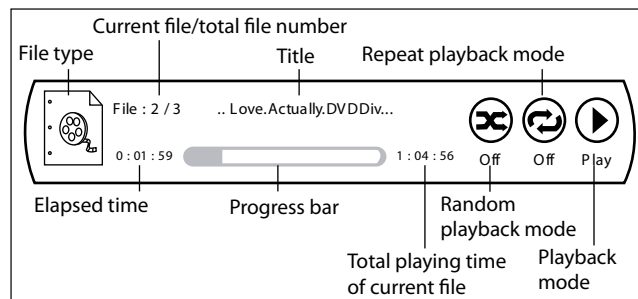 Current file/total file number
File type
Title
Repeat playback mode
File : 2 / 3
.. Love.Actually.DVDDiv...
0 : 01 : 59
1 : 04 : 56
Off
Off
Play
Elapsed time
Progress bar
Random
playback mode
Total playing time
of current file
Playback
mode